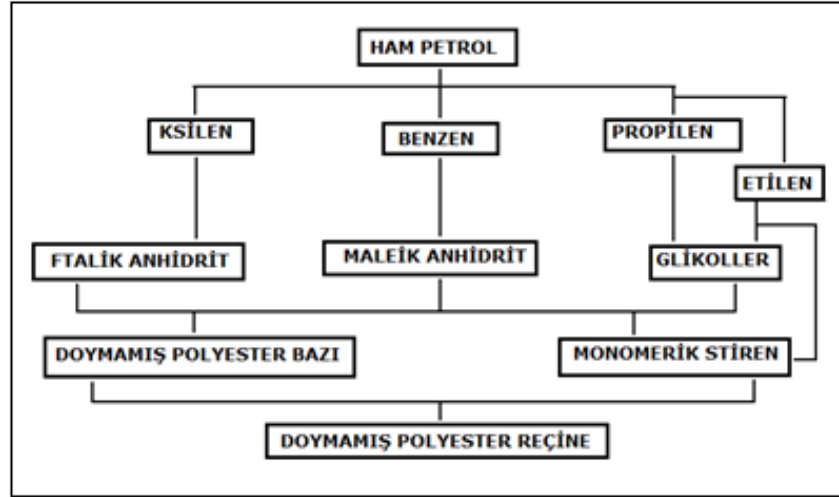 HAM PETROL
KSİLEN
BENZEN
PROPİLEN
ETİLEN
FTALİK ANHİDRİT
MALEİK ANHİDRİT
GLİKOLLER
DOYMAMIŞ POLYESTER BAZI
MONOMERİK STİREN
DOYMAMIŞ POLYESTER REÇİNE